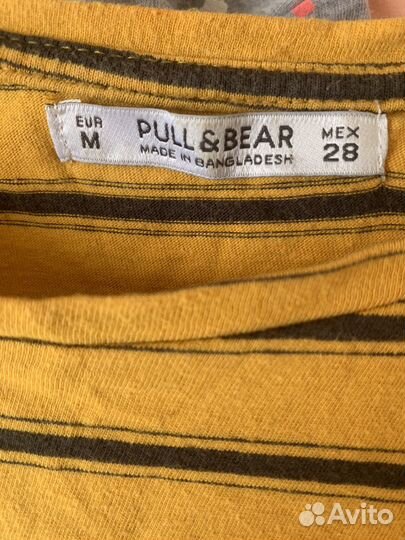 EUR
M
PULL & BEAR
MADE IN BANGLADESH
MEX
28
Avito